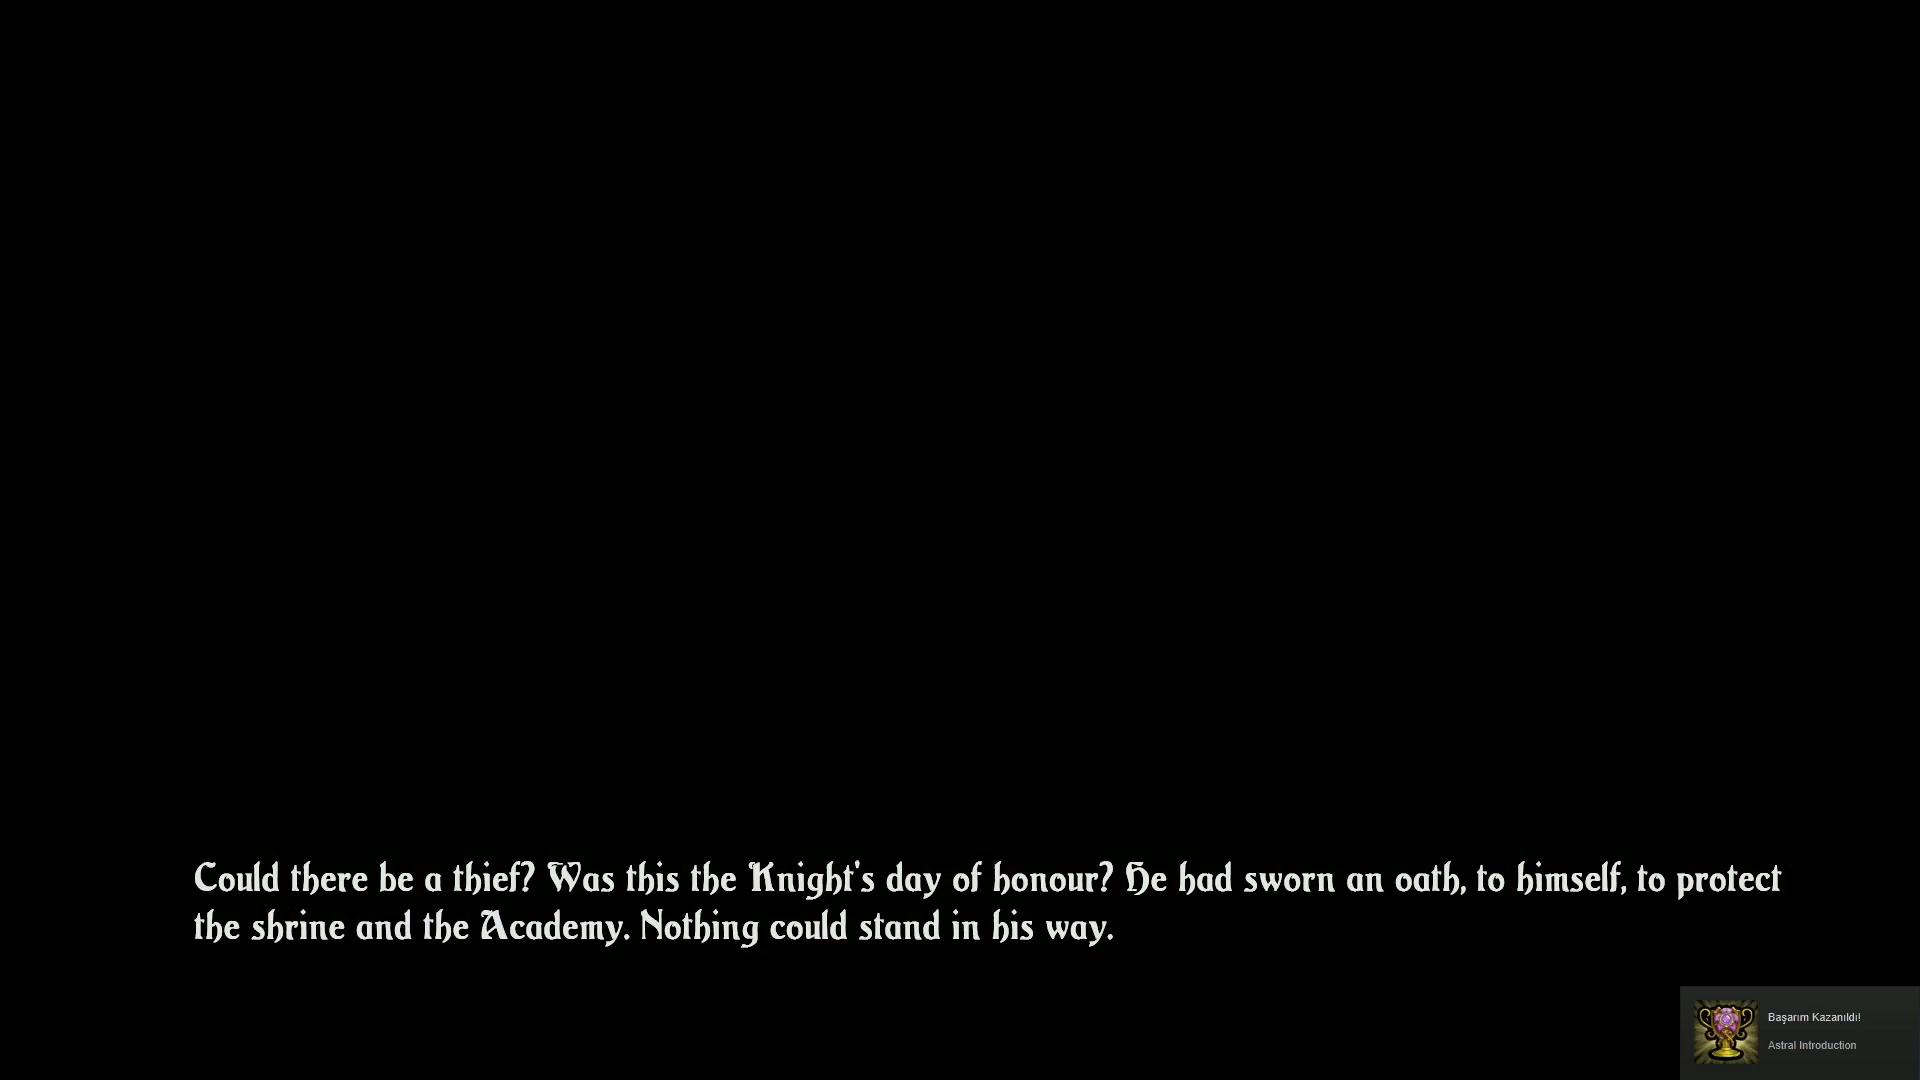 Could there be a thief? Was this the Knight's day of honour? He had sworn an oath, to himself, to protect
the shrine and the Academy. Nothing could stand in his way.
Başarım Kazanıldı!
Astral Introduction